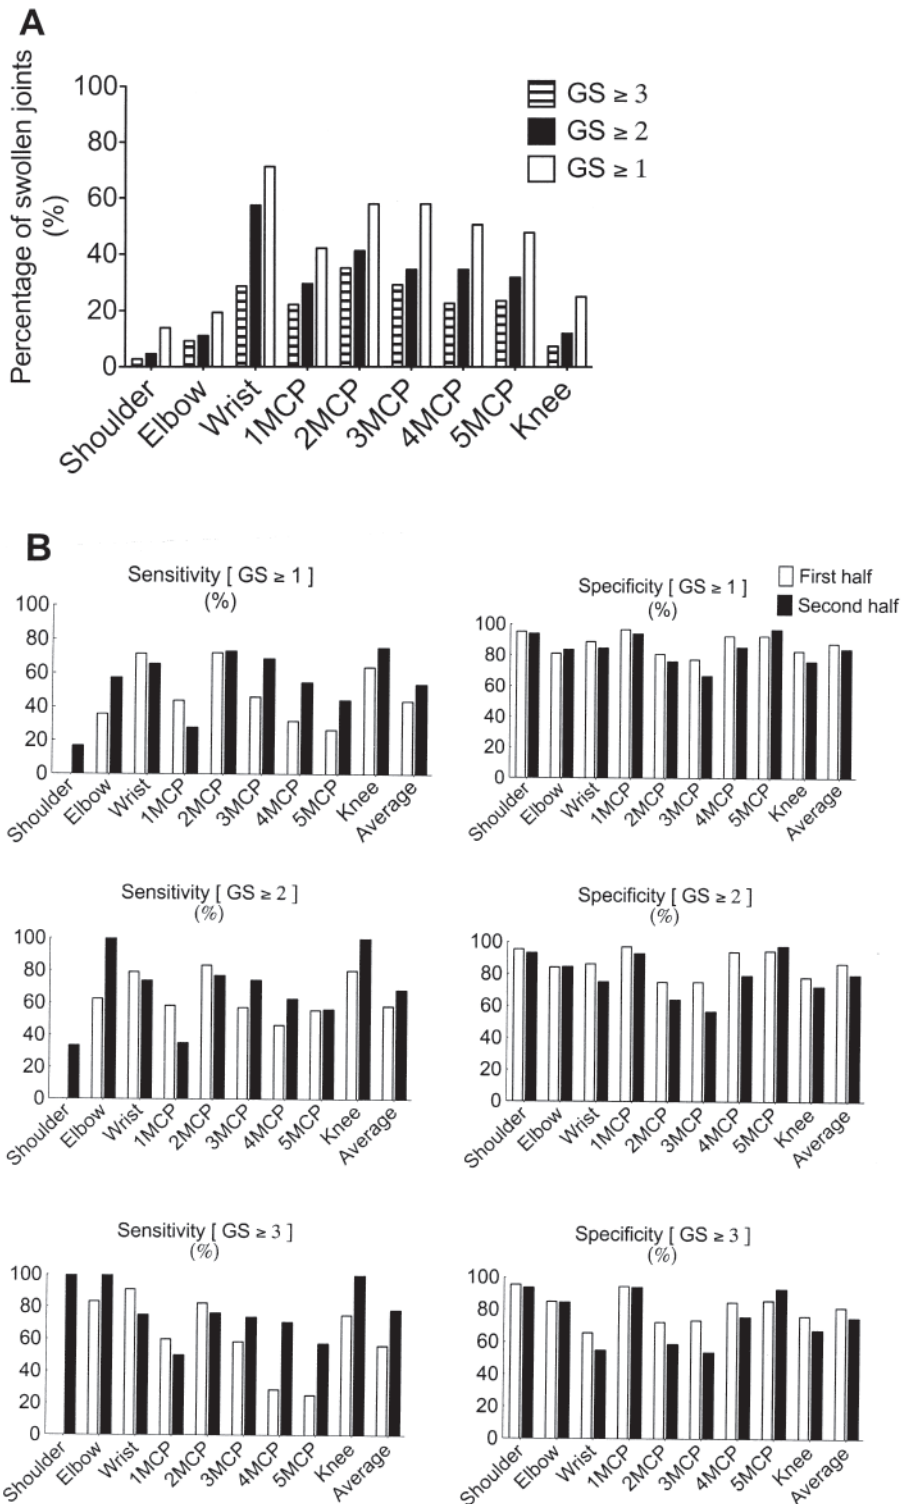 A
Percentage of swollen joints
(%)
100
80
60
40
20
0
GS ≥ 3
GS ≥ 2
GS ≥ 1
Shoulder
Elbow
Wrist
1MCP
2MCP
3MCP
4MCP
5MCP
Knee
B
Sensitivity [ GS ≥ 1 ]
(%)
100
80
60
40
20
0
Shoulder
Elbow
Wrist
1MCP
2MCP
3MCP
4MCP
5MCP
Knee
Average
Specificity [ GS ≥ 1 ]
(%)
First half
Second half
100
80
60
40
20
0
Shoulder
Elbow
Wrist
1MCP
2MCP
3MCP
4MCP
5MCP
Knee
Average
Sensitivity [ GS ≥ 2 ]
(%)
100
80
60
40
20
0
Shoulder
Elbow
Wrist
1MCP
2MCP
3MCP
4MCP
5MCP
Knee
Average
Specificity [ GS ≥ 2 ]
(%)
100
80
60
40
20
0
Shoulder
Elbow
Wrist
1MCP
2MCP
3MCP
4MCP
5MCP
Knee
Average
Sensitivity [ GS ≥ 3 ]
(%)
100
80
60
40
20
0
Shoulder
Elbow
Wrist
1MCP
2MCP
3MCP
4MCP
5MCP
Knee
Average
Specificity [ GS ≥ 3 ]
(%)
100
80
60
40
20
0
Shoulder
Elbow
Wrist
1MCP
2MCP
3MCP
4MCP
5MCP
Knee
Average